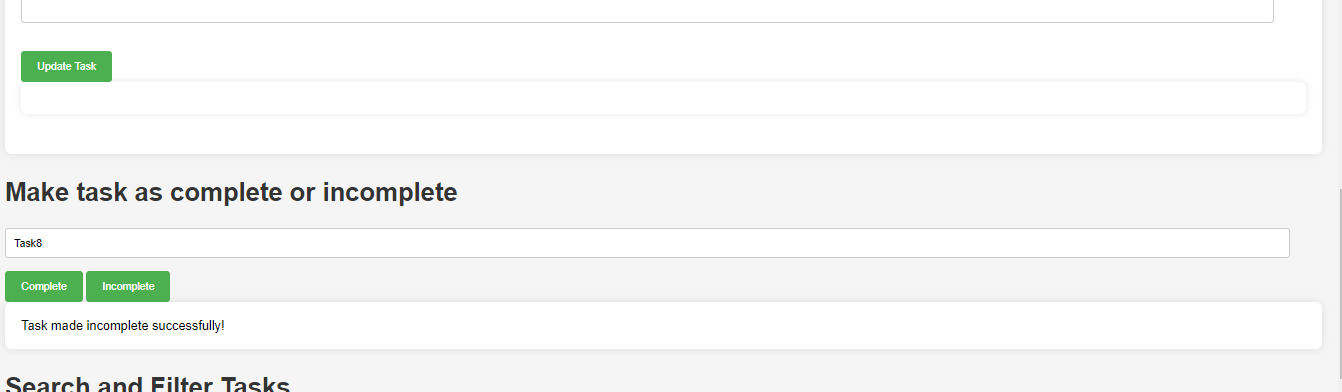 Update Task
Make task as complete or incomplete
Task8
Complete Incomplete
Task made incomplete successfully!
Search and Filter Tasks